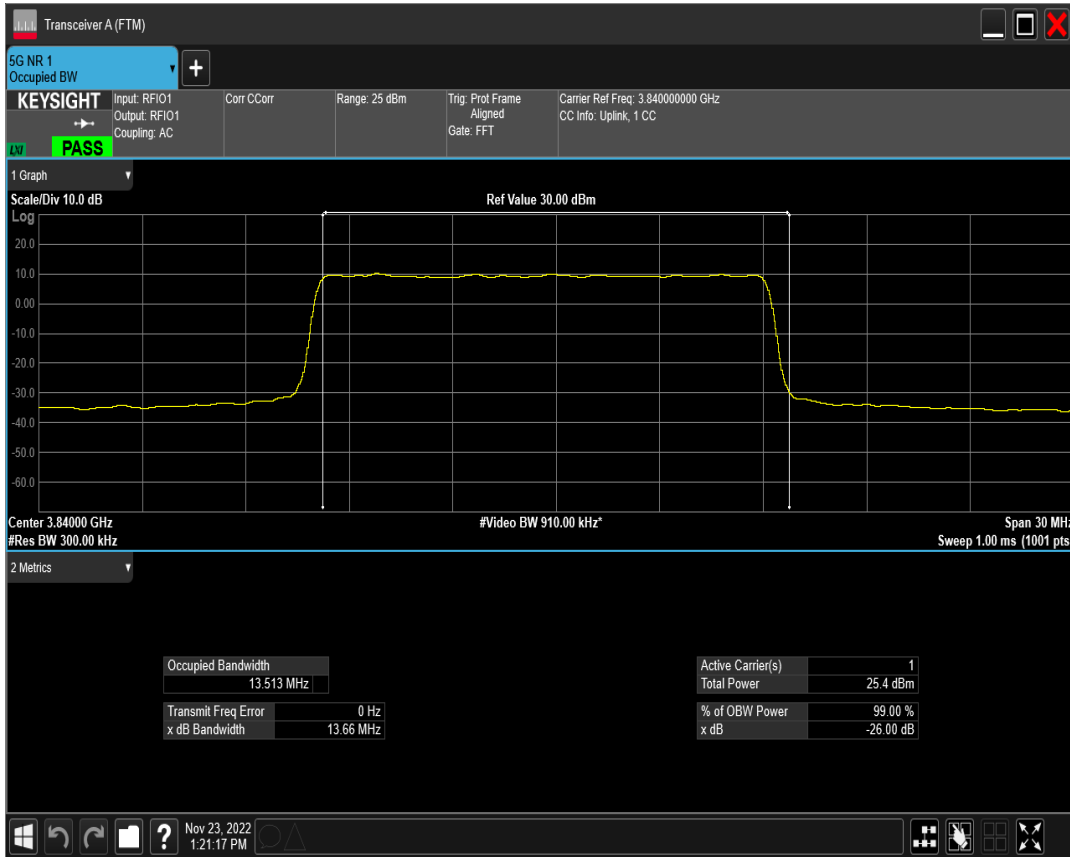 Transceiver A (FTM)
5G NR 1
Occupied BW
+
KEYSIGHT
LXI
PASS
Input: RFIO1
Output: RFIO1
Coupling: AC
Corr CCorr
Range: 25 dBm
Trig: Prot Frame
Aligned
Gate: FFT
Carrier Ref Freq: 3.840000000 GHz
CC Info: Uplink, 1 CC
1 Graph
Scale/Div 10.0 dB
Ref Value 30.00 dBm
Log
20.0
10.0
0.00
-10.0
-20.0
-30.0
-40.0
-50.0
-60.0
Center 3.84000 GHz
#Video BW 910.00 kHz*
Span 30 MHz
#Res BW 300.00 kHz
Sweep 1.00 ms (1001 pts
2 Metrics
Occupied Bandwidth
13.513 MHz
Transmit Freq Error 0 Hz
x dB Bandwidth 13.66 MHz
Active Carrier(s) 1
Total Power 25.4 dBm
% of OBW Power 99.00 %
x dB -26.00 dB
?
Nov 23, 2022
1:21:17 PM